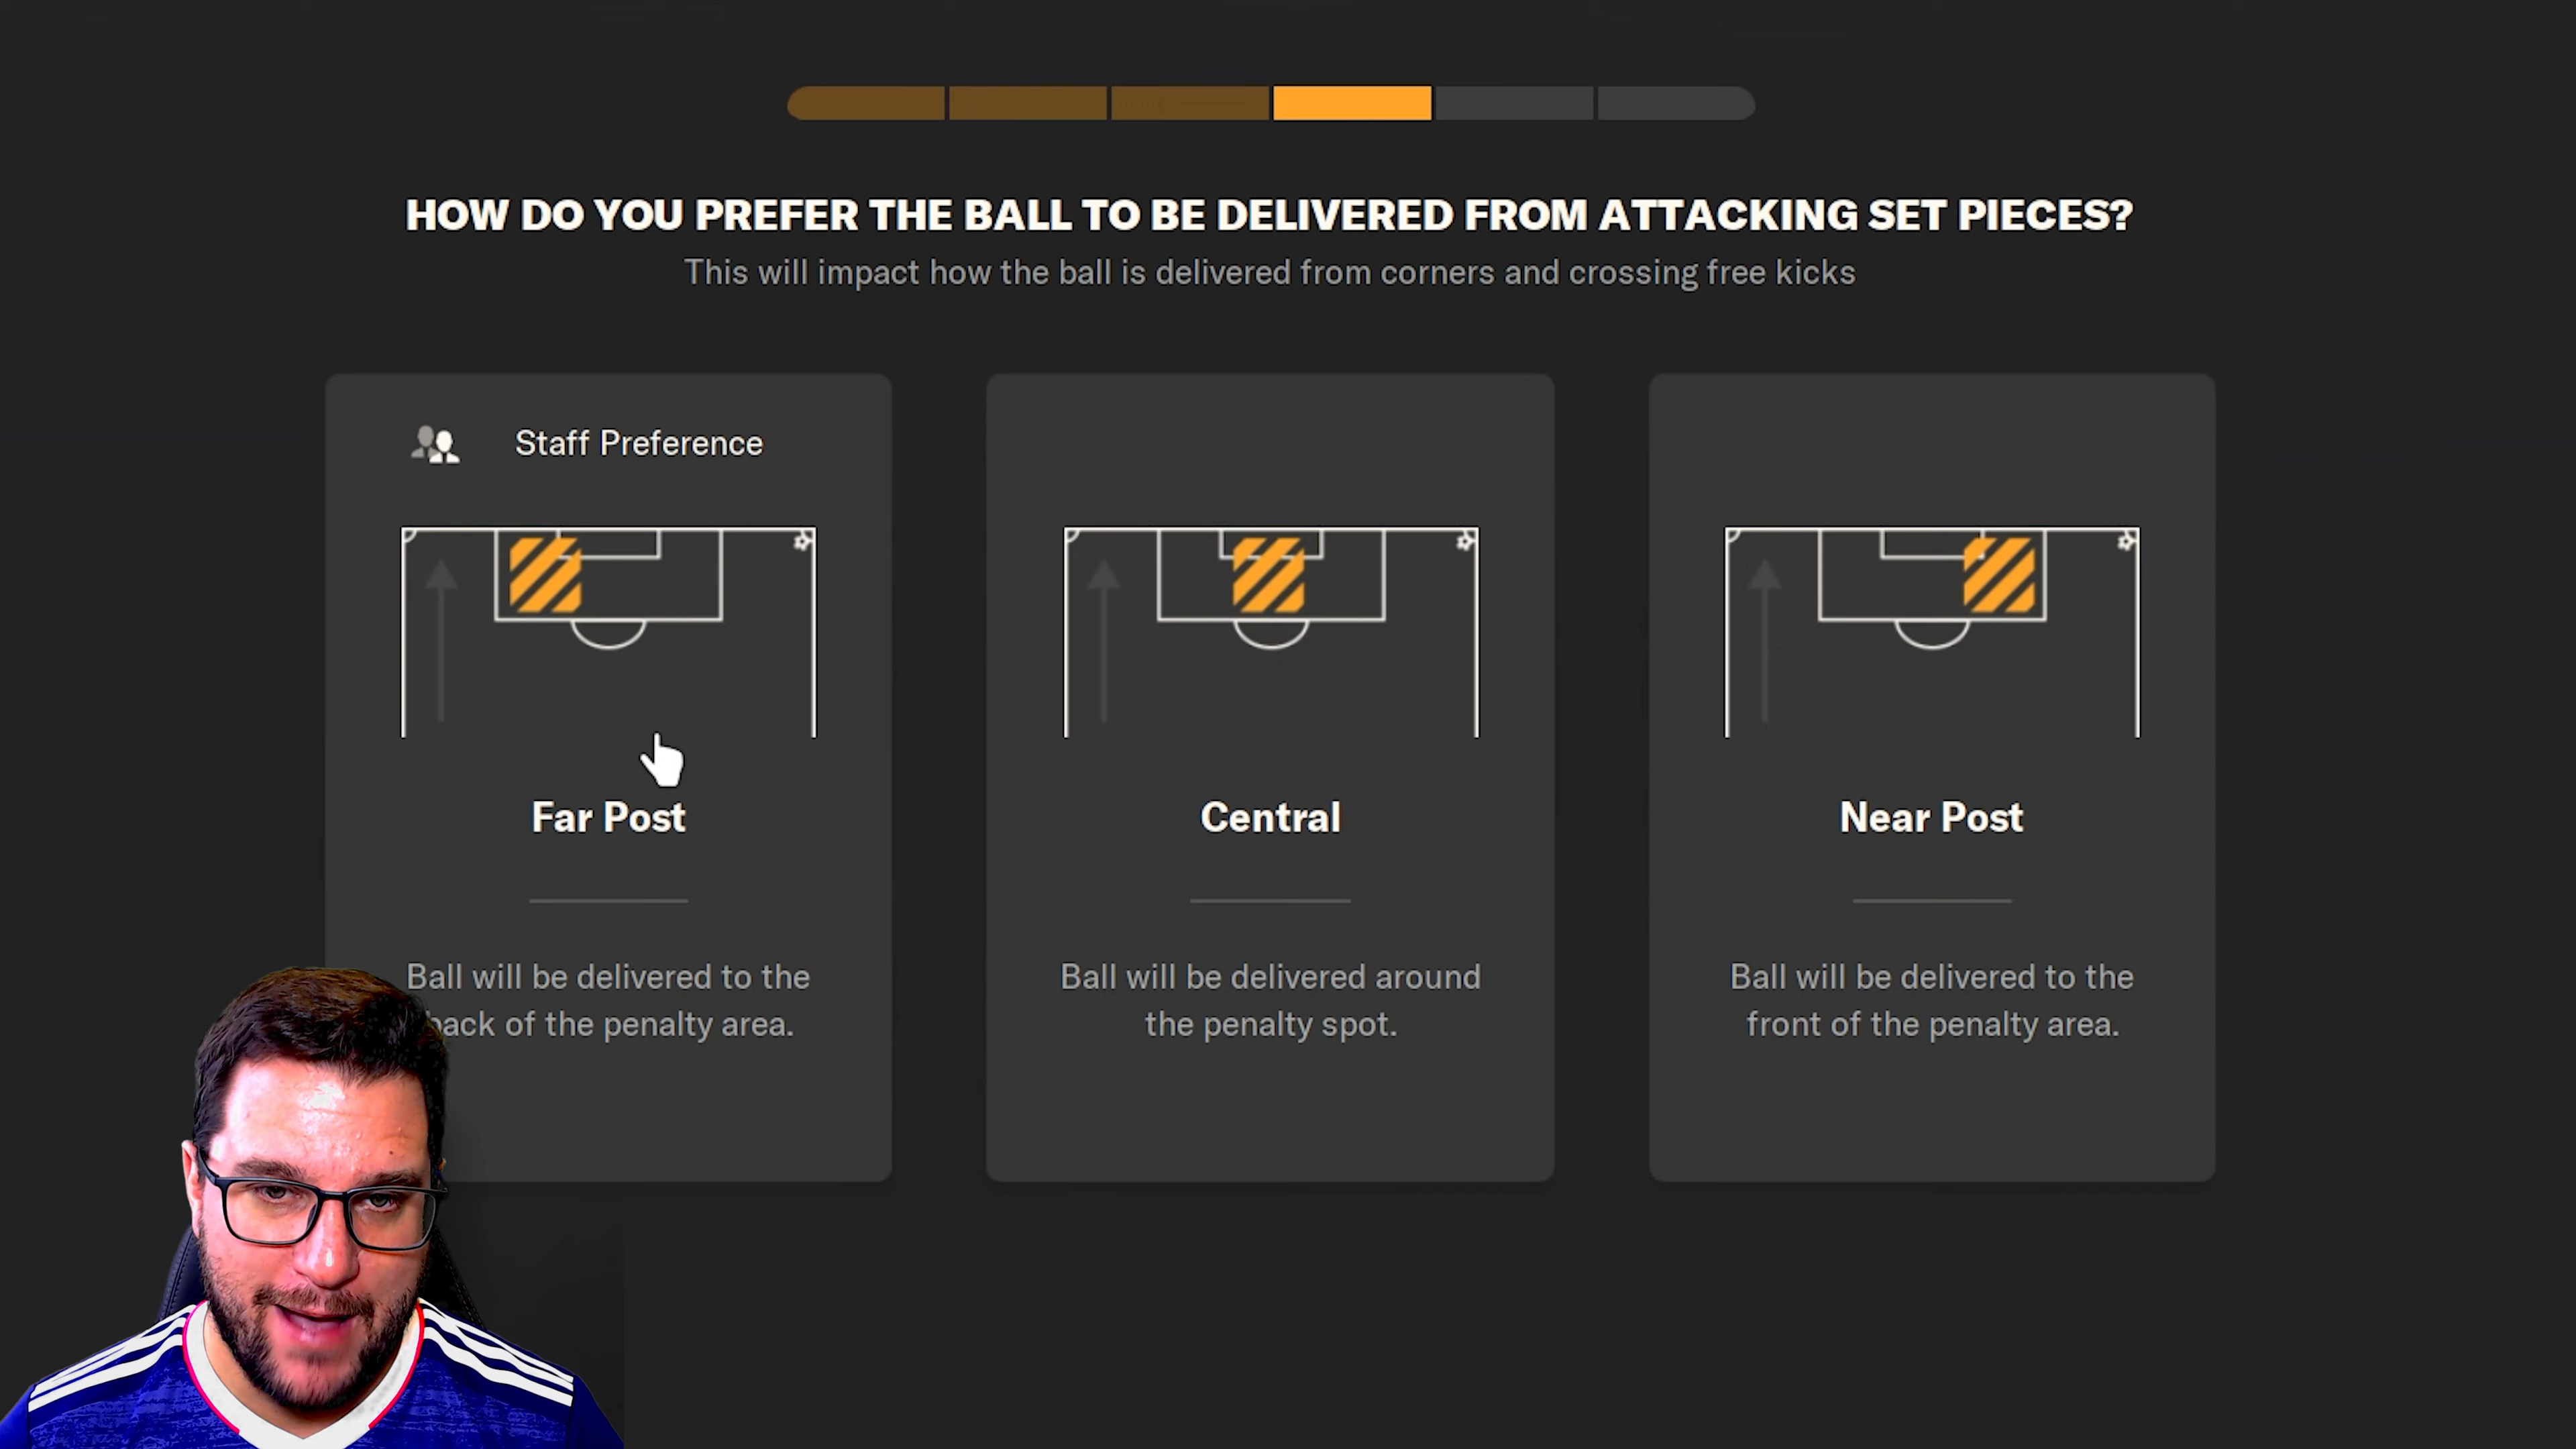 HOW DO YOU PREFER THE BALL TO BE DELIVERED FROM ATTACKING SET PIECES?
This will impact how the ball is delivered from corners and crossing free kicks
Staff Preference
Far Post
Ball will be delivered to the
back of the penalty area.
Central
Ball will be delivered around
the penalty spot.
Near Post
Ball will be delivered to the
front of the penalty area.